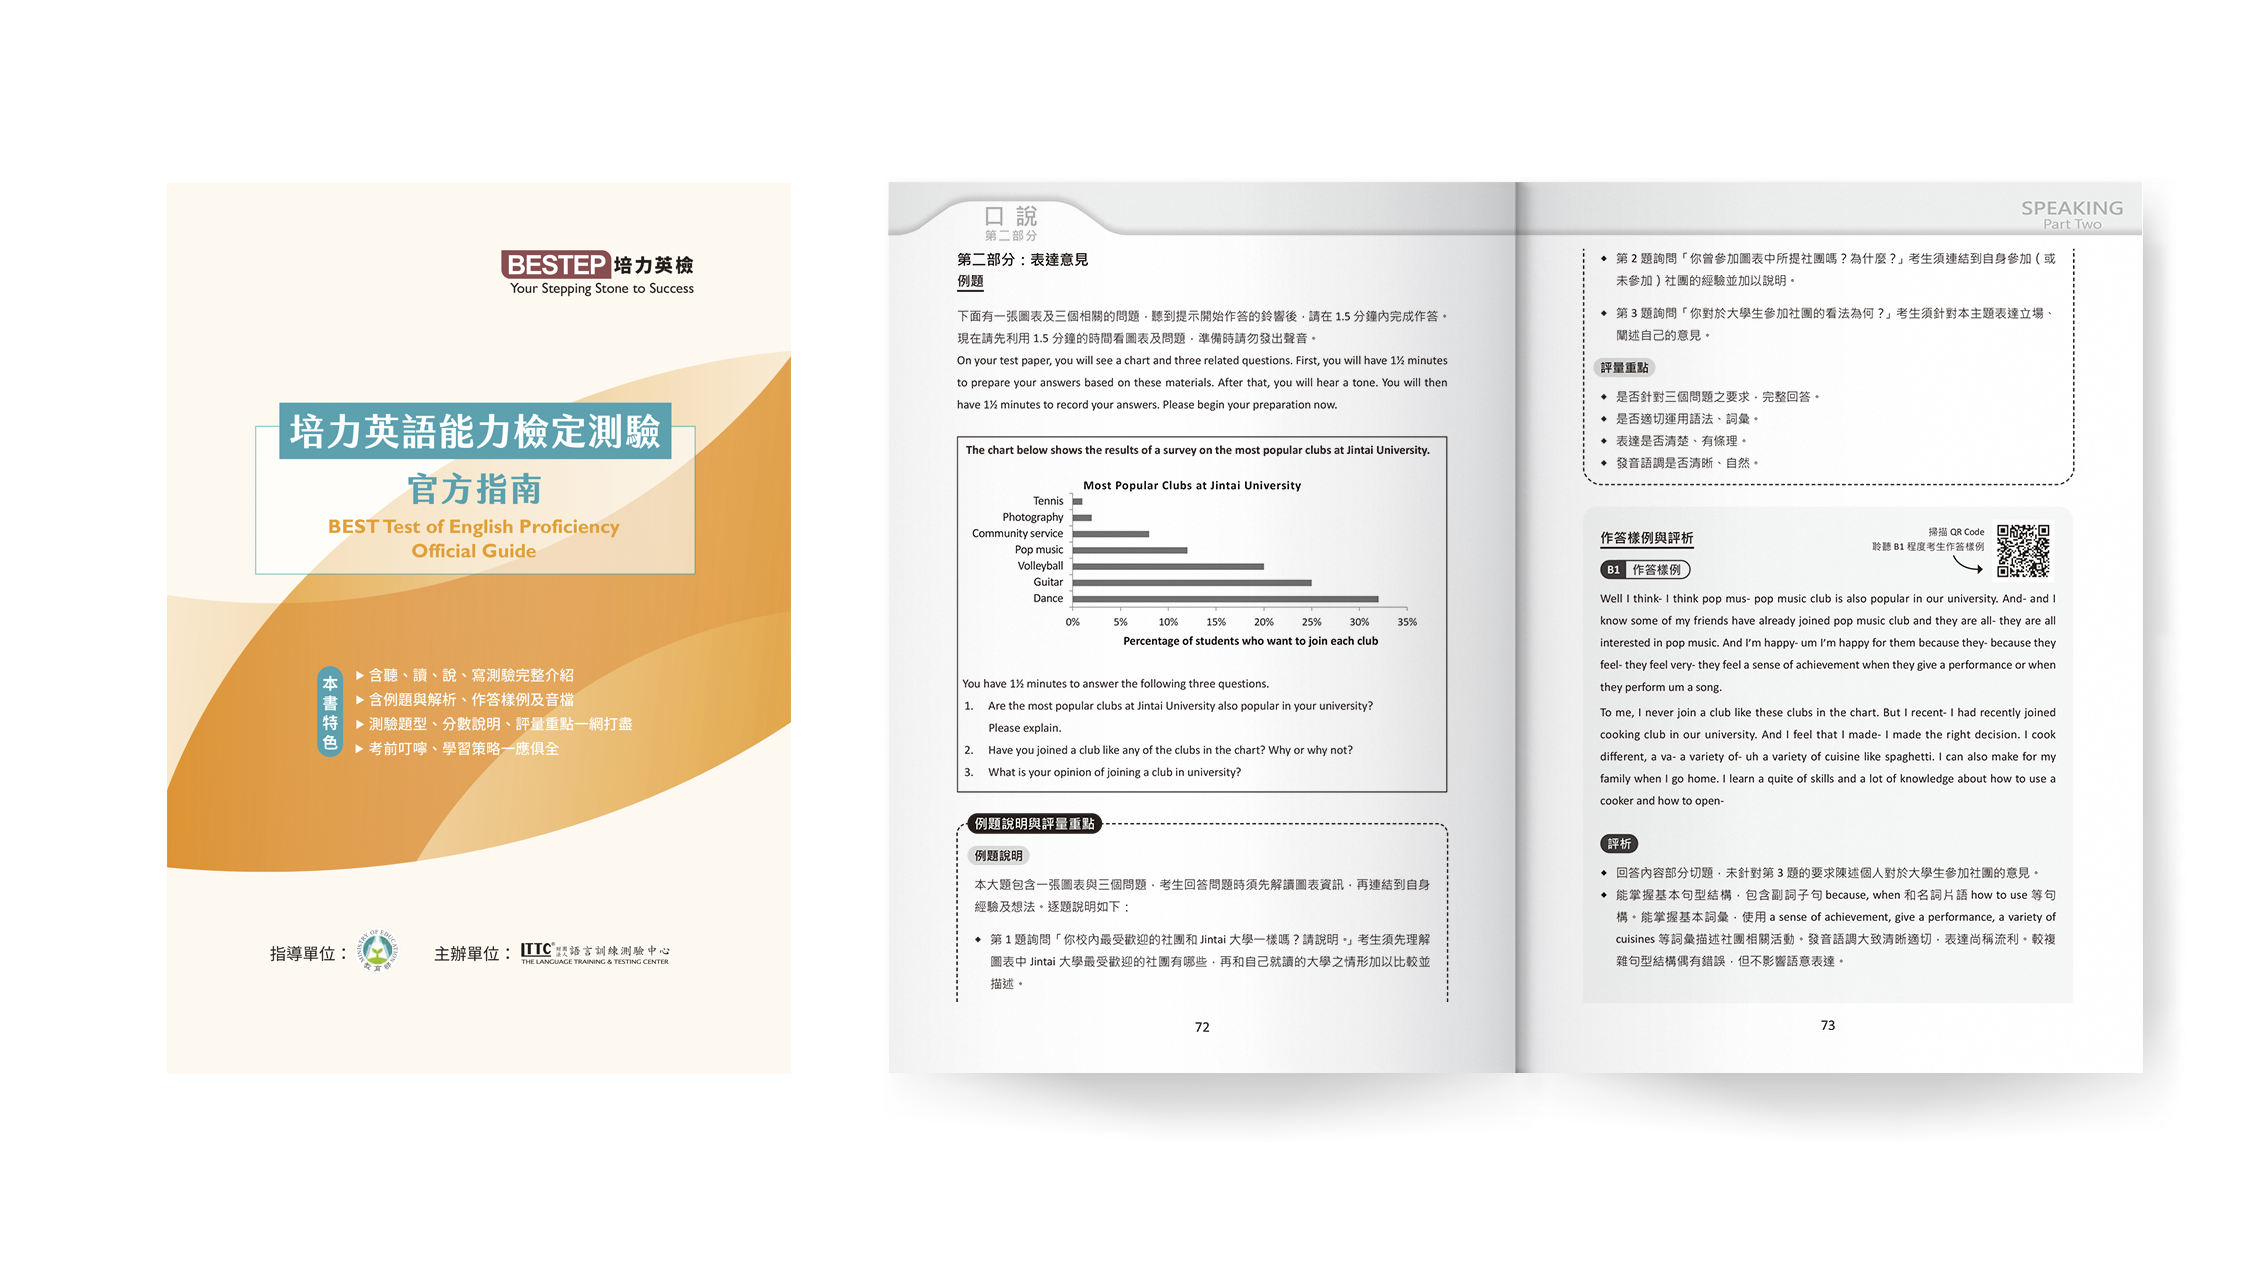 BESTEP 培力英檢
Your Stepping Stone to Success
培力英語能力檢定測驗
官方指南
BEST Test of English Proficiency
Official Guide
本書特色
▶ 含聽、讀、說、寫測驗完整介紹
▶ 含例題與解析、作答樣例及音檔
▶ 測驗題型、分數說明、評量重點一網打盡
▶ 考前叮嚀、學習策略一應俱全
指導單位：
MINISTRY OF EDUCATION
教育部
主辦單位：
LTTC 財團法人 語言訓練測驗中心
THE LANGUAGE TRAINING & TESTING CENTER
口 說
第二部分
第二部分：表達意見
例題
下面有一張圖表及三個相關的問題，聽到提示開始作答的鈴響後，請在 1.5 分鐘內完成作答。
現在請先利用 1.5 分鐘的時間看圖表及問題，準備時請勿發出聲音。
On your test paper, you will see a chart and three related questions. First, you will have 1½ minutes
to prepare your answers based on these materials. After that, you will hear a tone. You will then
have 1½ minutes to record your answers. Please begin your preparation now.
The chart below shows the results of a survey on the most popular clubs at Jintai University.
Most Popular Clubs at Jintai University
Tennis
Photography
Community service
Pop music
Volleyball
Guitar
Dance
0% 5% 10% 15% 20% 25% 30% 35%
Percentage of students who want to join each club
You have 1½ minutes to answer the following three questions.
1. Are the most popular clubs at Jintai University also popular in your university?
Please explain.
2. Have you joined a club like any of the clubs in the chart? Why or why not?
3. What is your opinion of joining a club in university?
例題說明與評量重點
例題說明
本大題包含一張圖表與三個問題，考生回答問題時須先解讀圖表資訊，再連結到自身
經驗及想法。逐題說明如下：
◆ 第 1 題詢問「你校內最受歡迎的社團和 Jintai 大學一樣嗎？請說明。」考生須先理解
圖表中 Jintai 大學最受歡迎的社團有哪些，再和自己就讀的大學之情形加以比較並
描述。
72
SPEAKING
Part Two
◆ 第 2 題詢問「你曾參加圖表中所提社團嗎？為什麼？」考生須連結到自身參加（或
未參加）社團的經驗並加以說明。
◆ 第 3 題詢問「你對於大學生參加社團的看法為何？」考生須針對本主題表達立場、
闡述自己的意見。
評量重點
◆ 是否針對三個問題之要求，完整回答。
◆ 是否適切運用語法、詞彙。
◆ 表達是否清楚、有條理。
◆ 發音語調是否清晰、自然。
作答樣例與評析
掃描 QR Code
聆聽 B1 程度考生作答樣例
B1 作答樣例
Well I think- I think pop mus- pop music club is also popular in our university. And- and I
know some of my friends have already joined pop music club and they are all- they are all
interested in pop music. And I'm happy- um I'm happy for them because they- because they
feel- they feel very- they feel a sense of achievement when they give a performance or when
they perform um a song.
To me, I never join a club like these clubs in the chart. But I recent- I had recently joined
cooking club in our university. And I feel that I made- I made the right decision. I cook
different, a va- a variety of- uh a variety of cuisine like spaghetti. I can also make for my
family when I go home. I learn a quite of skills and a lot of knowledge about how to use a
cooker and how to open-
評析
◆ 回答內容部分切題，未針對第 3 題的要求陳述個人對於大學生參加社團的意見。
◆ 能掌握基本句型結構，包含副詞子句 because, when 和名詞片語 how to use 等句
構。能掌握基本詞彙，使用 a sense of achievement, give a performance, a variety of
cuisines 等詞彙描述社團相關活動。發音語調大致清晰適切，表達尚稱流利。較複
雜句型結構偶有錯誤，但不影響語意表達。
73